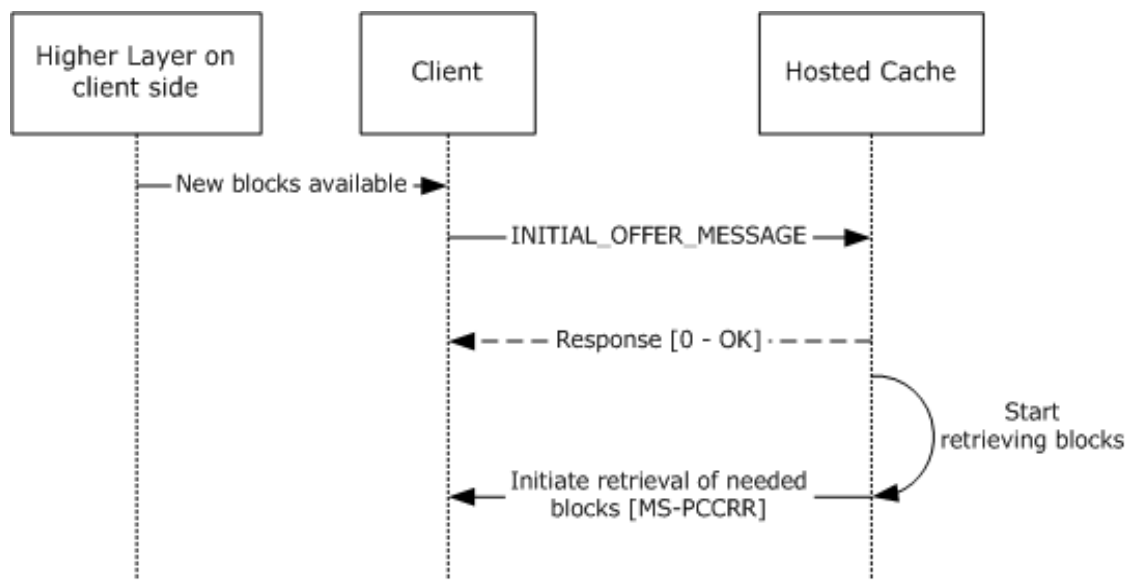 Higher Layer on
client side
Client
Hosted Cache
New blocks available
INITIAL_OFFER_MESSAGE
Response [0 - OK]
Start
retrieving blocks
Initiate retrieval of needed
blocks [MS-PCCRR]